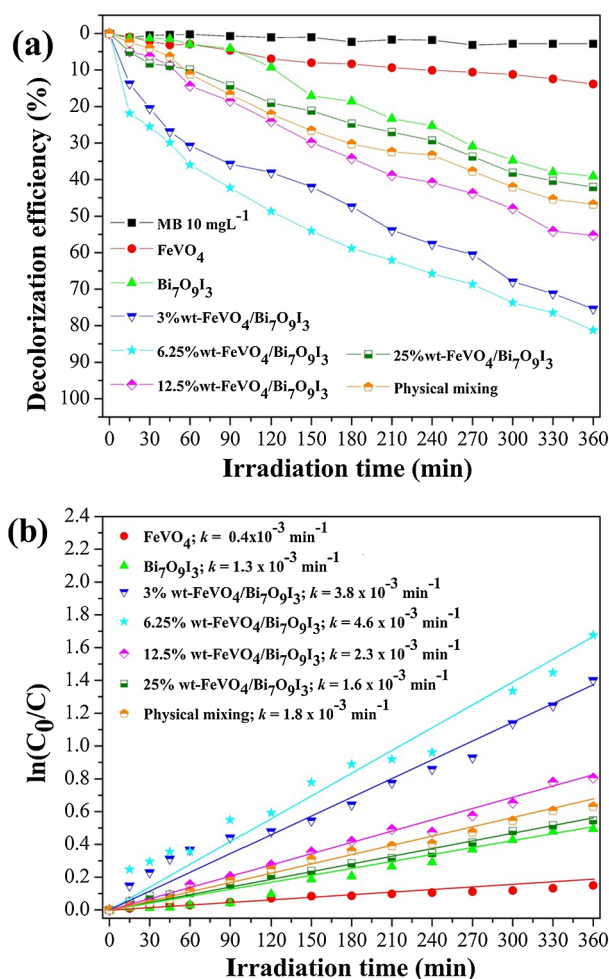 (a)
Decolorization efficiency (%)
0
10
20
30
40
50
60
70
80
90
100
MB 10 mgL⁻¹
FeVO₄
Bi₇O₉I₃
3%wt-FeVO₄/Bi₇O₉I₃
6.25%wt-FeVO₄/Bi₇O₉I₃
12.5%wt-FeVO₄/Bi₇O₉I₃
25%wt-FeVO₄/Bi₇O₉I₃
Physical mixing
0 30 60 90 120 150 180 210 240 270 300 330 360
Irradiation time (min)
(b)
ln(C₀/C)
2.4
2.2
2.0
1.8
1.6
1.4
1.2
1.0
0.8
0.6
0.4
0.2
0.0
FeVO₄; k = 0.4x10⁻³ min⁻¹
Bi₇O₉I₃; k = 1.3 x 10⁻³ min⁻¹
3% wt-FeVO₄/Bi₇O₉I₃; k = 3.8 x 10⁻³ min⁻¹
6.25% wt-FeVO₄/Bi₇O₉I₃; k = 4.6 x 10⁻³ min⁻¹
12.5% wt-FeVO₄/Bi₇O₉I₃; k = 2.3 x 10⁻³ min⁻¹
25% wt-FeVO₄/Bi₇O₉I₃; k = 1.6 x 10⁻³ min⁻¹
Physical mixing; k = 1.8 x 10⁻³ min⁻¹
0 30 60 90 120 150 180 210 240 270 300 330 360
Irradiation time (min)